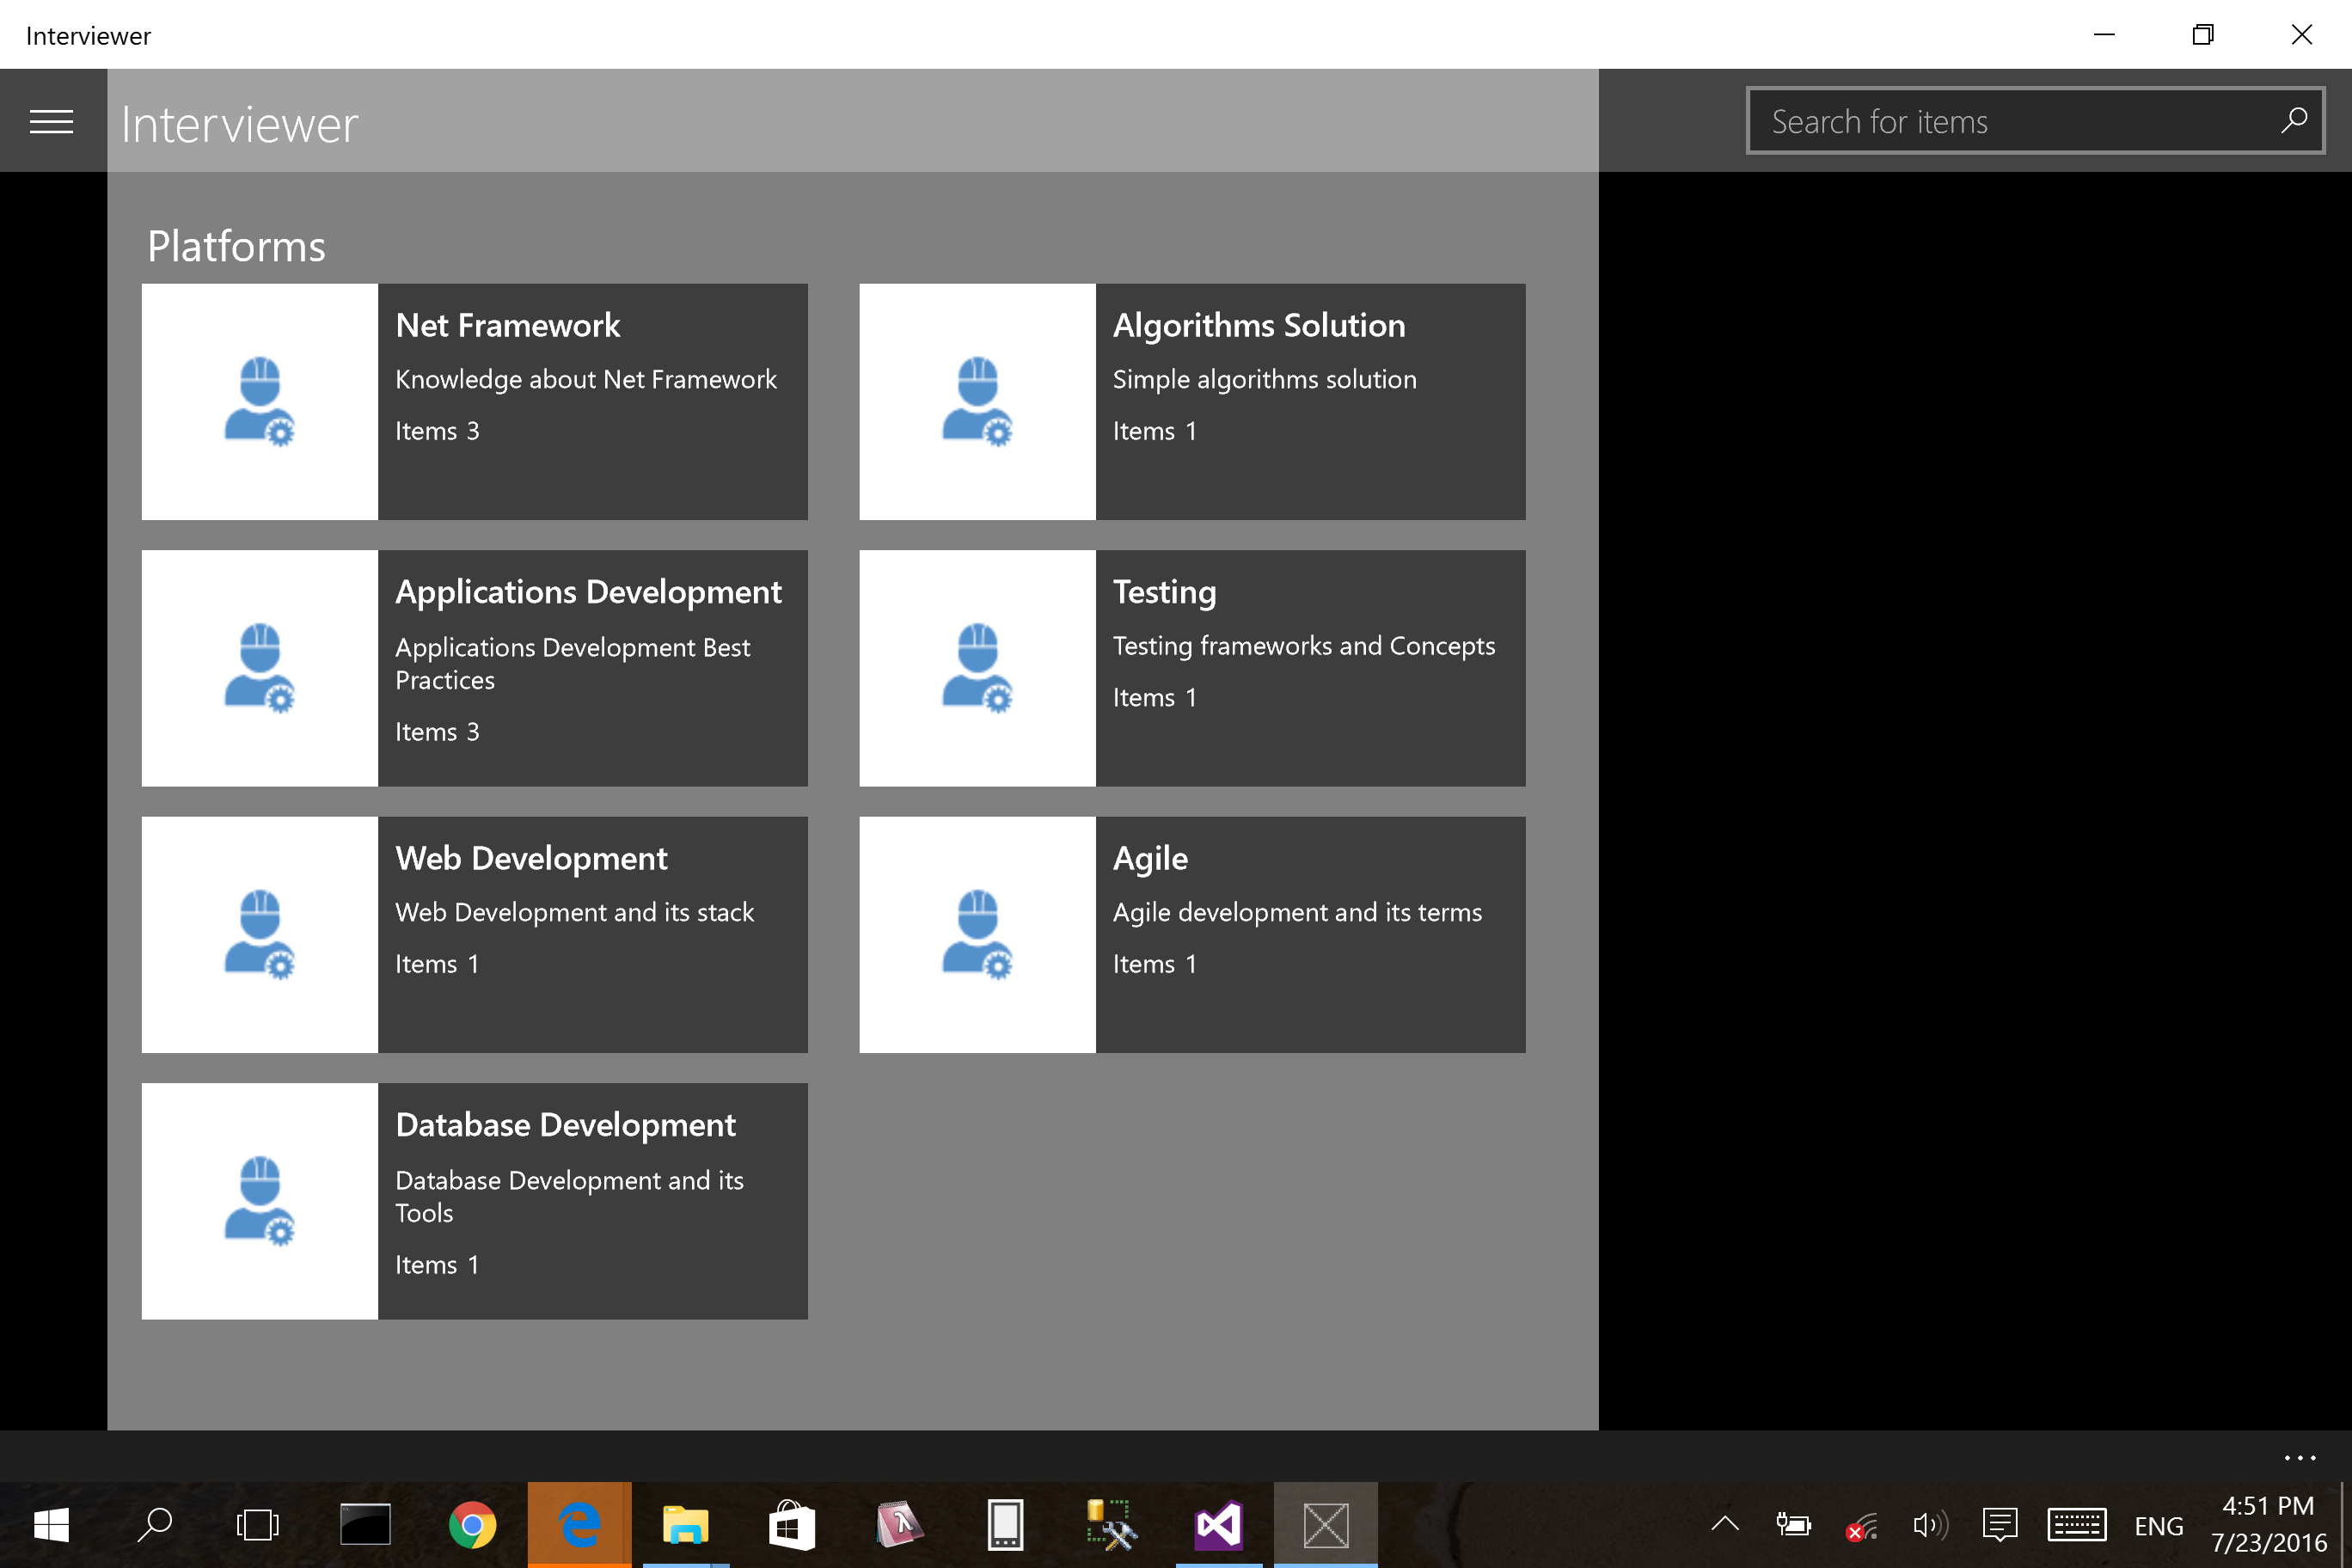 Interviewer
Interviewer
Search for items
Platforms
Net Framework
Knowledge about Net Framework
Items 3
Algorithms Solution
Simple algorithms solution
Items 1
Applications Development
Applications Development Best
Practices
Items 3
Testing
Testing frameworks and Concepts
Items 1
Web Development
Web Development and its stack
Items 1
Agile
Agile development and its terms
Items 1
Database Development
Database Development and its
Tools
Items 1
ENG
4:51 PM
7/23/2016